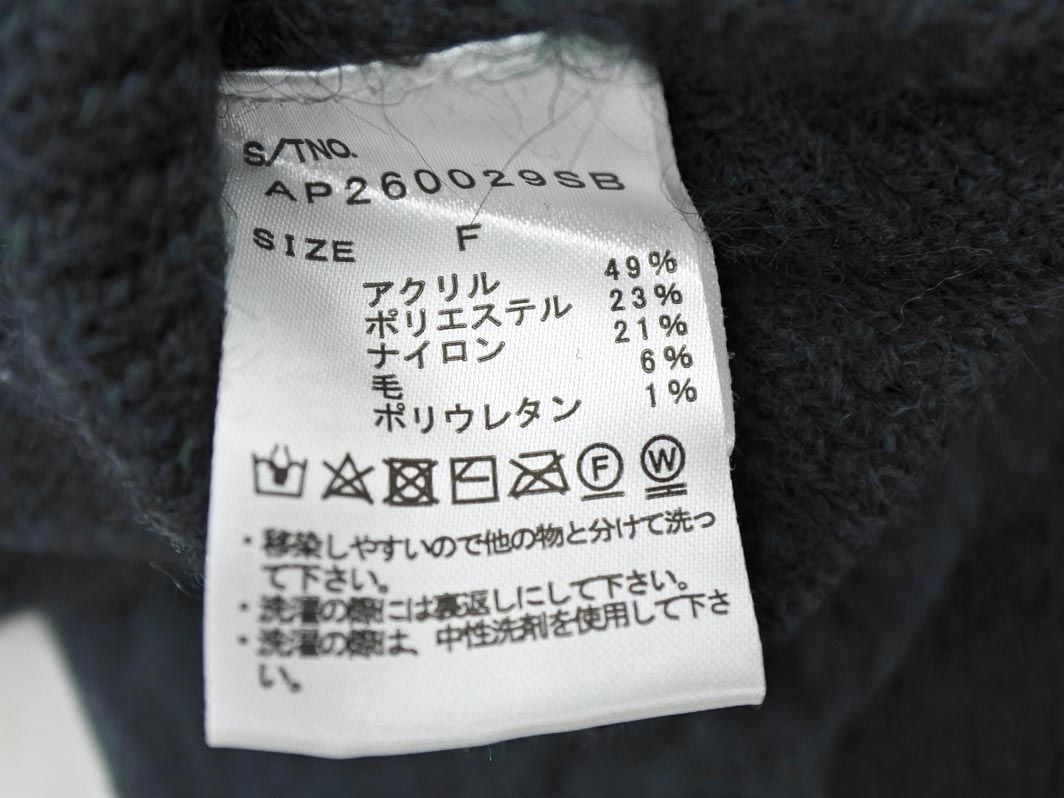 S/TNO.
AP260029SB
SIZE F
アクリル 49%
ポリエステル 23%
ナイロン 21%
毛 6%
ポリウレタン 1%
F W
・移染しやすいので他の物と分けて洗っ
て下さい。
・洗濯の際には裏返しにして下さい。
・洗濯の際は、中性洗剤を使用して下さ
い。